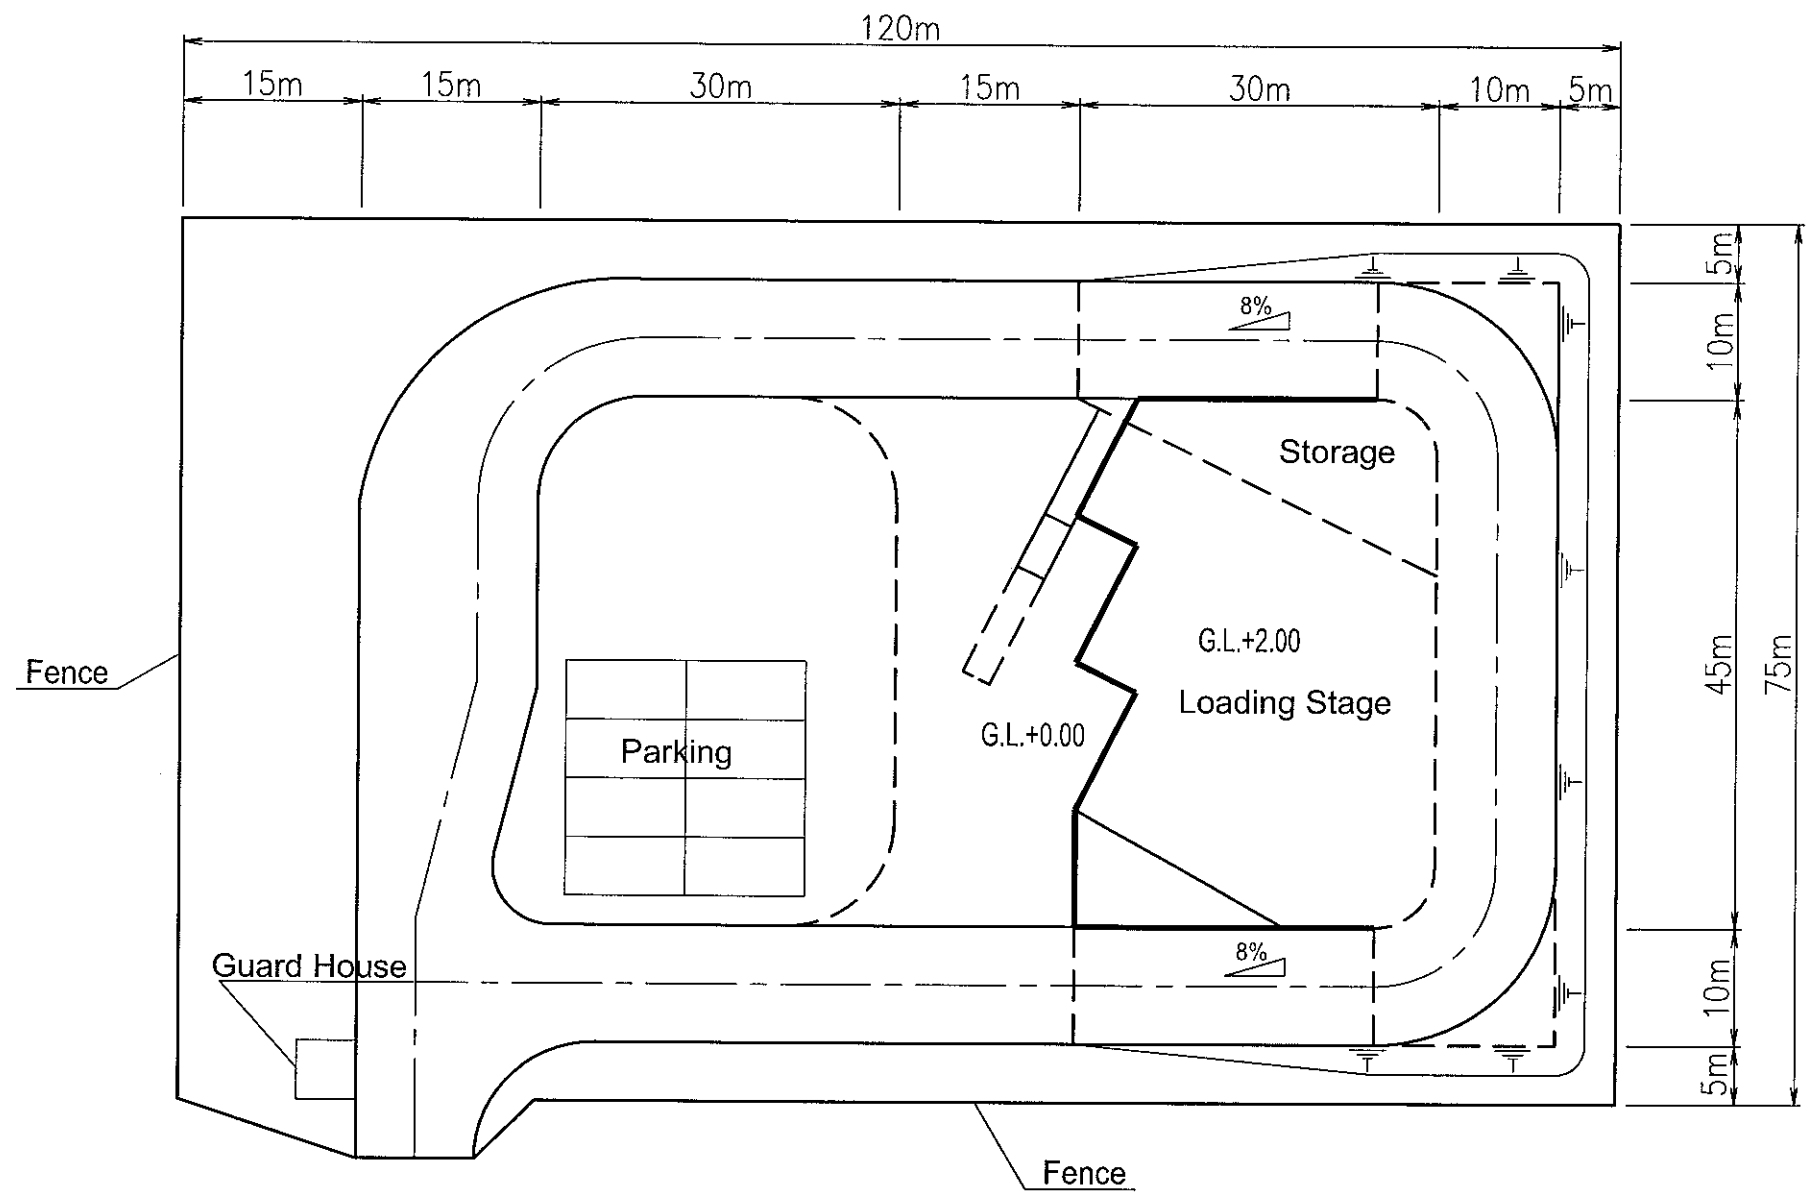 120m
15m 15m 30m 15m 30m 10m 5m
5m
8%
10m
Storage
G.L.+2.00
45m
75m
Fence
Loading Stage
G.L.+0.00
Parking
8%
Guard House
10m
5m
Fence